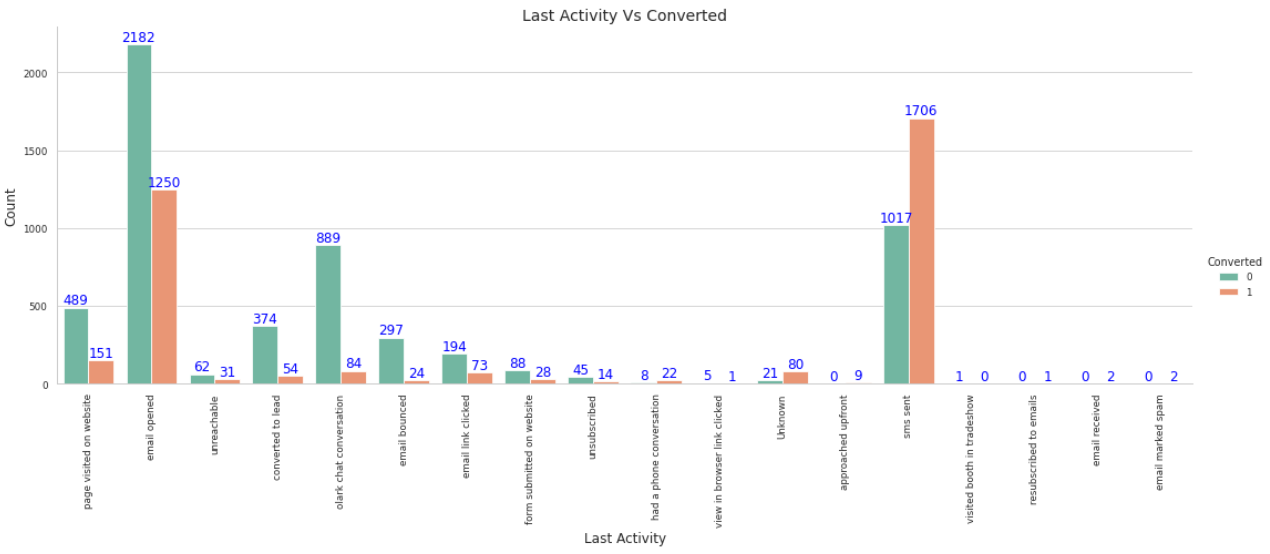 Last Activity Vs Converted
Count
2000
1500
1000
500
0
2182
1250
489
151
62
31
374
54
889
84
297
24
194
73
88
28
45
14
8
22
5
1
21
80
0
9
1017
1706
1
0
0
1
0
2
0
2
page visited on website
email opened
unreachable
converted to lead
olark chat conversation
email bounced
email link clicked
form submitted on website
unsubscribed
had a phone conversation
view in browser link clicked
Unknown
approached upfront
sms sent
visited booth in tradeshow
resubscribed to emails
email received
email marked spam
Last Activity
Converted
0
1